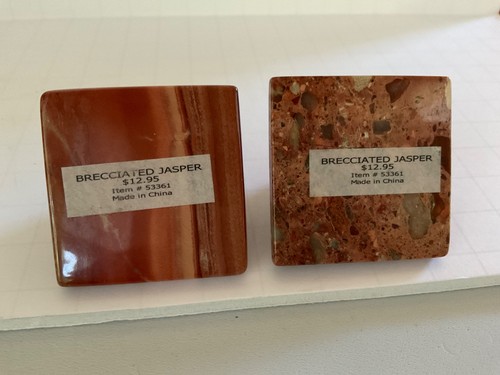 BRECCIATED JASPER
$12.95
Item # 53361
Made in China
BRECCIATED JASPER
$12.95
Item # 53361
Made in China